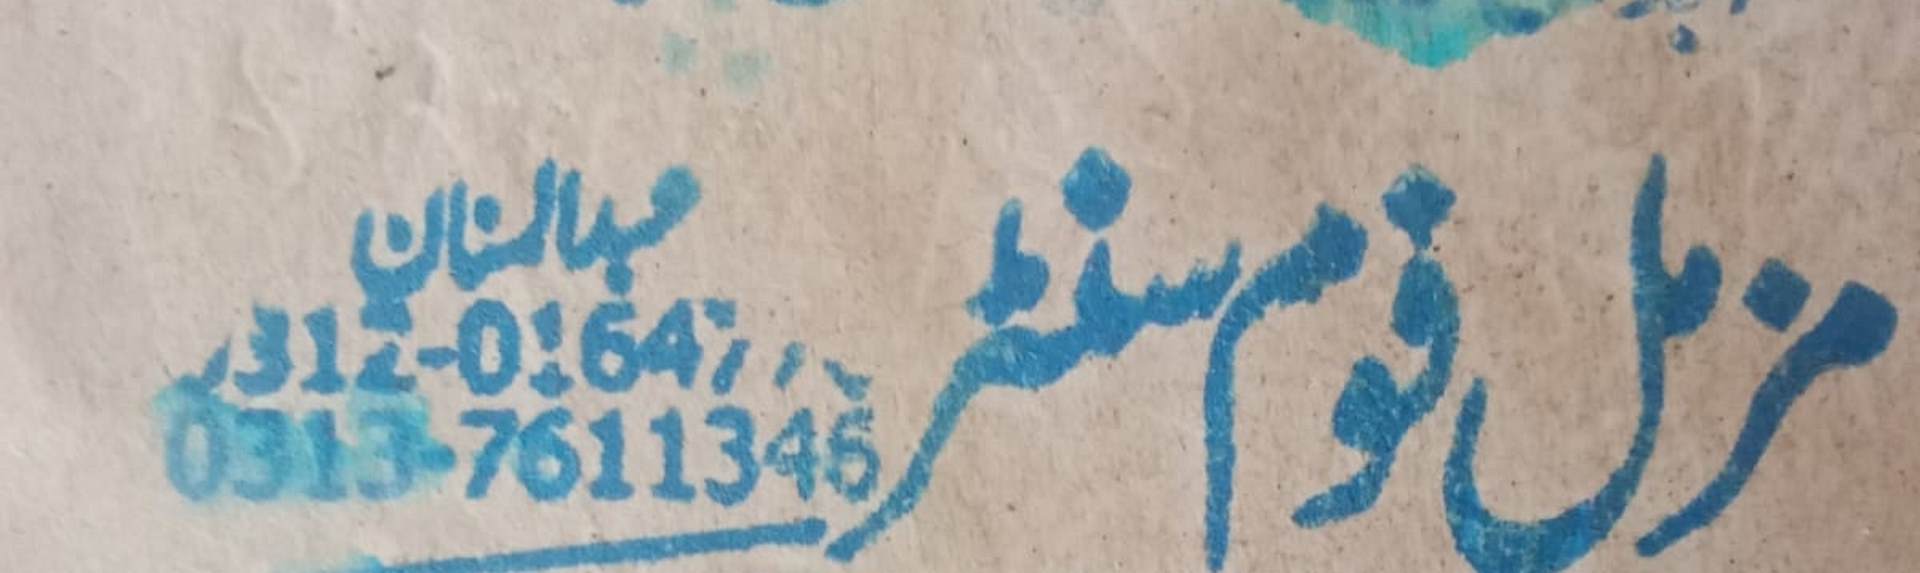 مزمل فوم سنٹر
عبدالمنان
0313-7611346